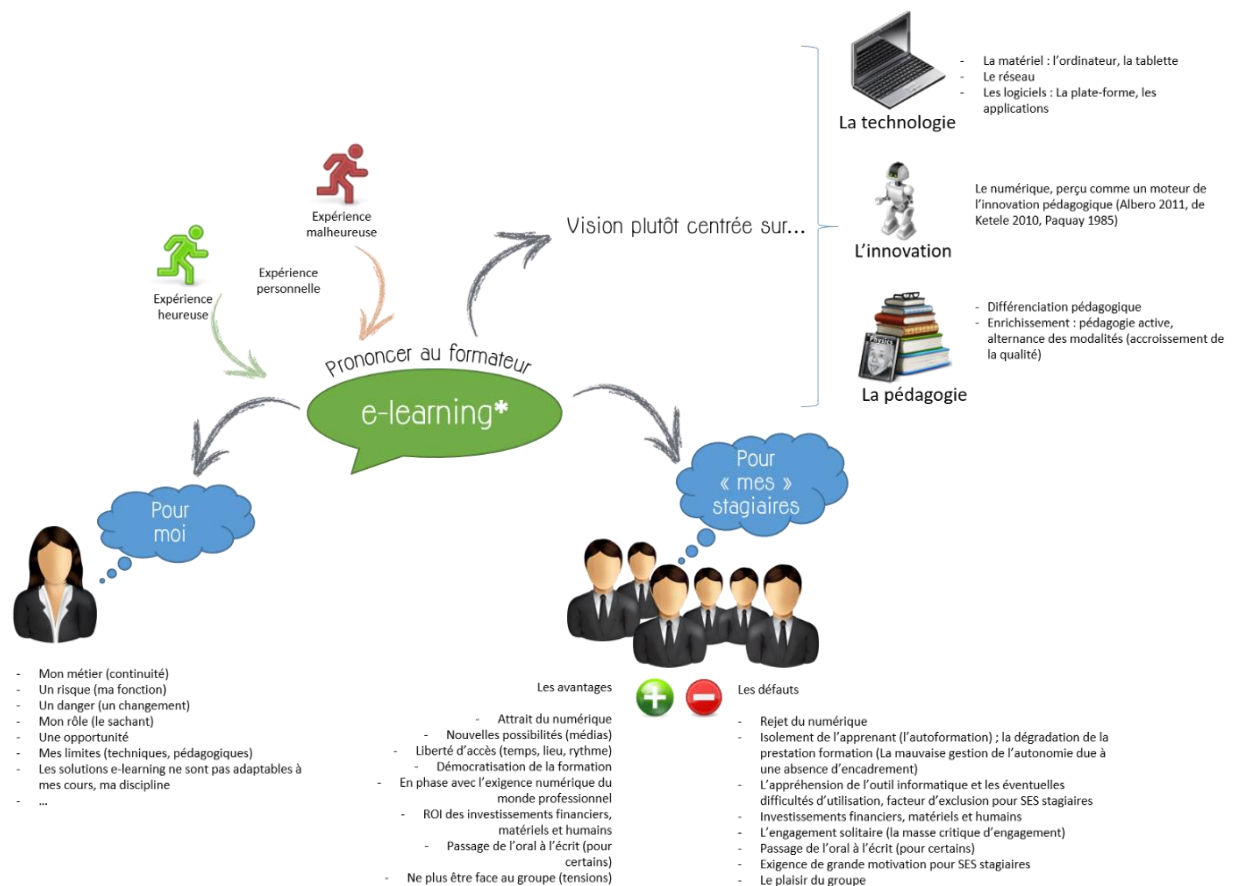 - La matériel : l'ordinateur, la tablette
- Le réseau
- Les logiciels : La plate-forme, les
applications
La technologie
Expérience
malheureuse
Vision plutôt centrée sur...
Le numérique, perçu comme un moteur de
l'innovation pédagogique (Albero 2011, de
Ketele 2010, Paquay 1985)
L'innovation
Expérience
personnelle
Expérience
heureuse
- Différenciation pédagogique
- Enrichissement : pédagogie active,
alternance des modalités (accroissement de
la qualité)
PHYSICS
La pédagogie
Prononcer au formateur
e-learning*
Pour
moi
Pour
« mes »
stagiaires
- Mon métier (continuité)
- Un risque (ma fonction)
- Un danger (un changement)
- Mon rôle (le sachant)
- Une opportunité
- Mes limites (techniques, pédagogiques)
- Les solutions e-learning ne sont pas adaptables à
mes cours, ma discipline
- ...
Les avantages
- Attrait du numérique
- Nouvelles possibilités (médias)
- Liberté d'accès (temps, lieu, rythme)
- Démocratisation de la formation
- En phase avec l'exigence numérique du
monde professionnel
- ROI des investissements financiers,
matériels et humains
- Passage de l'oral à l'écrit (pour
certains)
- Ne plus être face au groupe (tensions)
Les défauts
- Rejet du numérique
- Isolement de l'apprenant (l'autoformation) ; la dégradation de la
prestation formation (La mauvaise gestion de l'autonomie due à
une absence d'encadrement)
- L'appréhension de l'outil informatique et les éventuelles
difficultés d'utilisation, facteur d'exclusion pour SES stagiaires
- Investissements financiers, matériels et humains
- L'engagement solitaire (la masse critique d'engagement)
- Passage de l'oral à l'écrit (pour certains)
- Exigence de grande motivation pour SES stagiaires
- Le plaisir du groupe